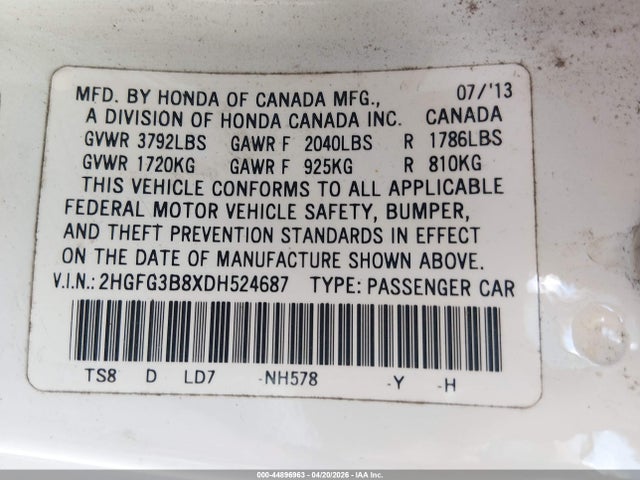 MFD. BY HONDA OF CANADA MFG., 07/'13
A DIVISION OF HONDA CANADA INC. CANADA
GVWR 3792LBS GAWR F 2040LBS R 1786LBS
GVWR 1720KG GAWR F 925KG R 810KG
THIS VEHICLE CONFORMS TO ALL APPLICABLE
FEDERAL MOTOR VEHICLE SAFETY, BUMPER,
AND THEFT PREVENTION STANDARDS IN EFFECT
ON THE DATE OF MANUFACTURE SHOWN ABOVE.
V.I.N.: 2HGFG3B8XDH524687 TYPE: PASSENGER CAR
TS8 D LD7 -NH578 -Y -H
000-44896963 - 04/20/2026 - IAA Inc.